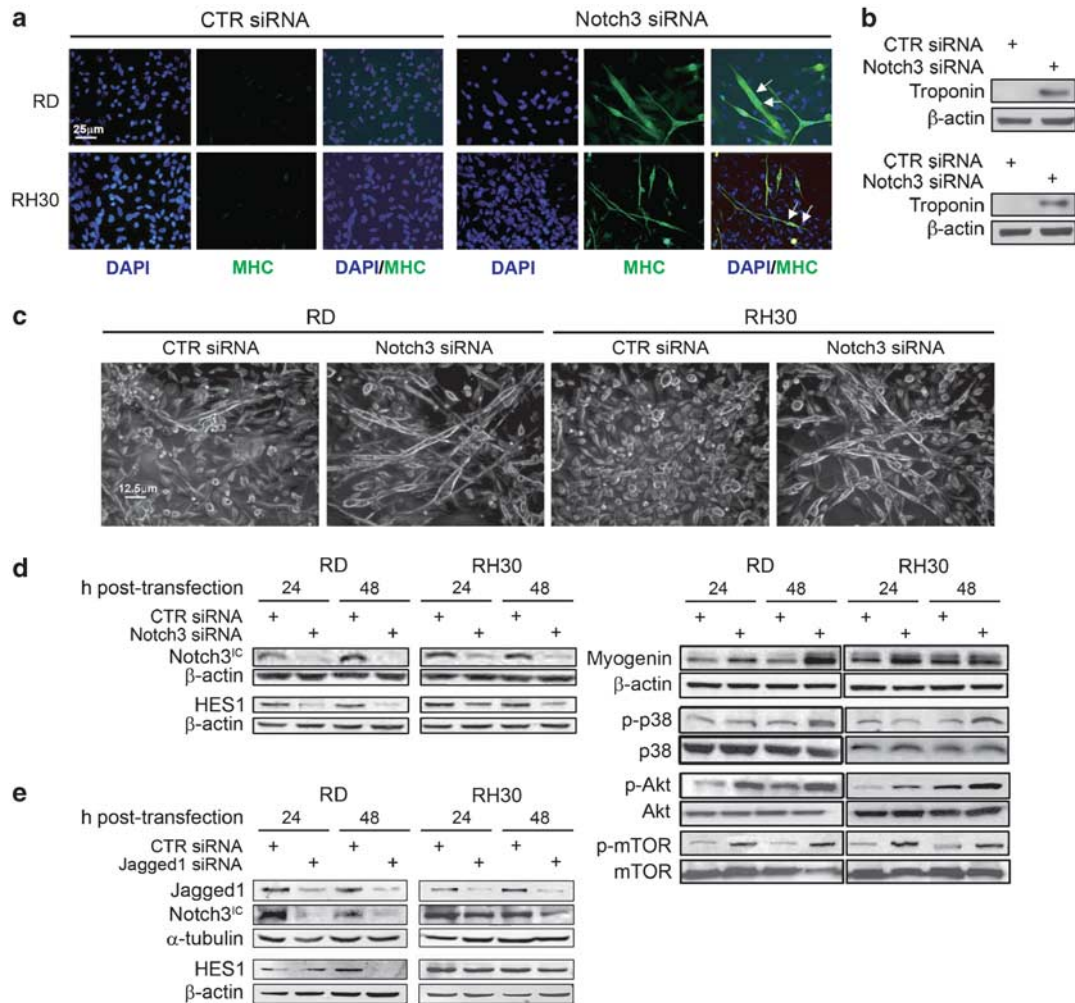 a
CTR siRNA Notch3 siRNA
RD
25µm
RH30
DAPI MHC DAPI/MHC DAPI MHC DAPI/MHC
b
CTR siRNA +
Notch3 siRNA +
Troponin
β-actin
CTR siRNA +
Notch3 siRNA +
Troponin
β-actin
c
RD RH30
CTR siRNA Notch3 siRNA CTR siRNA Notch3 siRNA
12.5µm
d
RD RH30
h post-transfection 24 48 24 48
CTR siRNA + + + +
Notch3 siRNA + + + +
Notch3IC
β-actin
HES1
β-actin
RD RH30
24 48 24 48
+ + + +
+ + + +
Myogenin
β-actin
p-p38
p38
p-Akt
Akt
p-mTOR
mTOR
e
RD RH30
h post-transfection 24 48 24 48
CTR siRNA + + + +
Jagged1 siRNA + + + +
Jagged1
Notch3IC
α-tubulin
HES1
β-actin